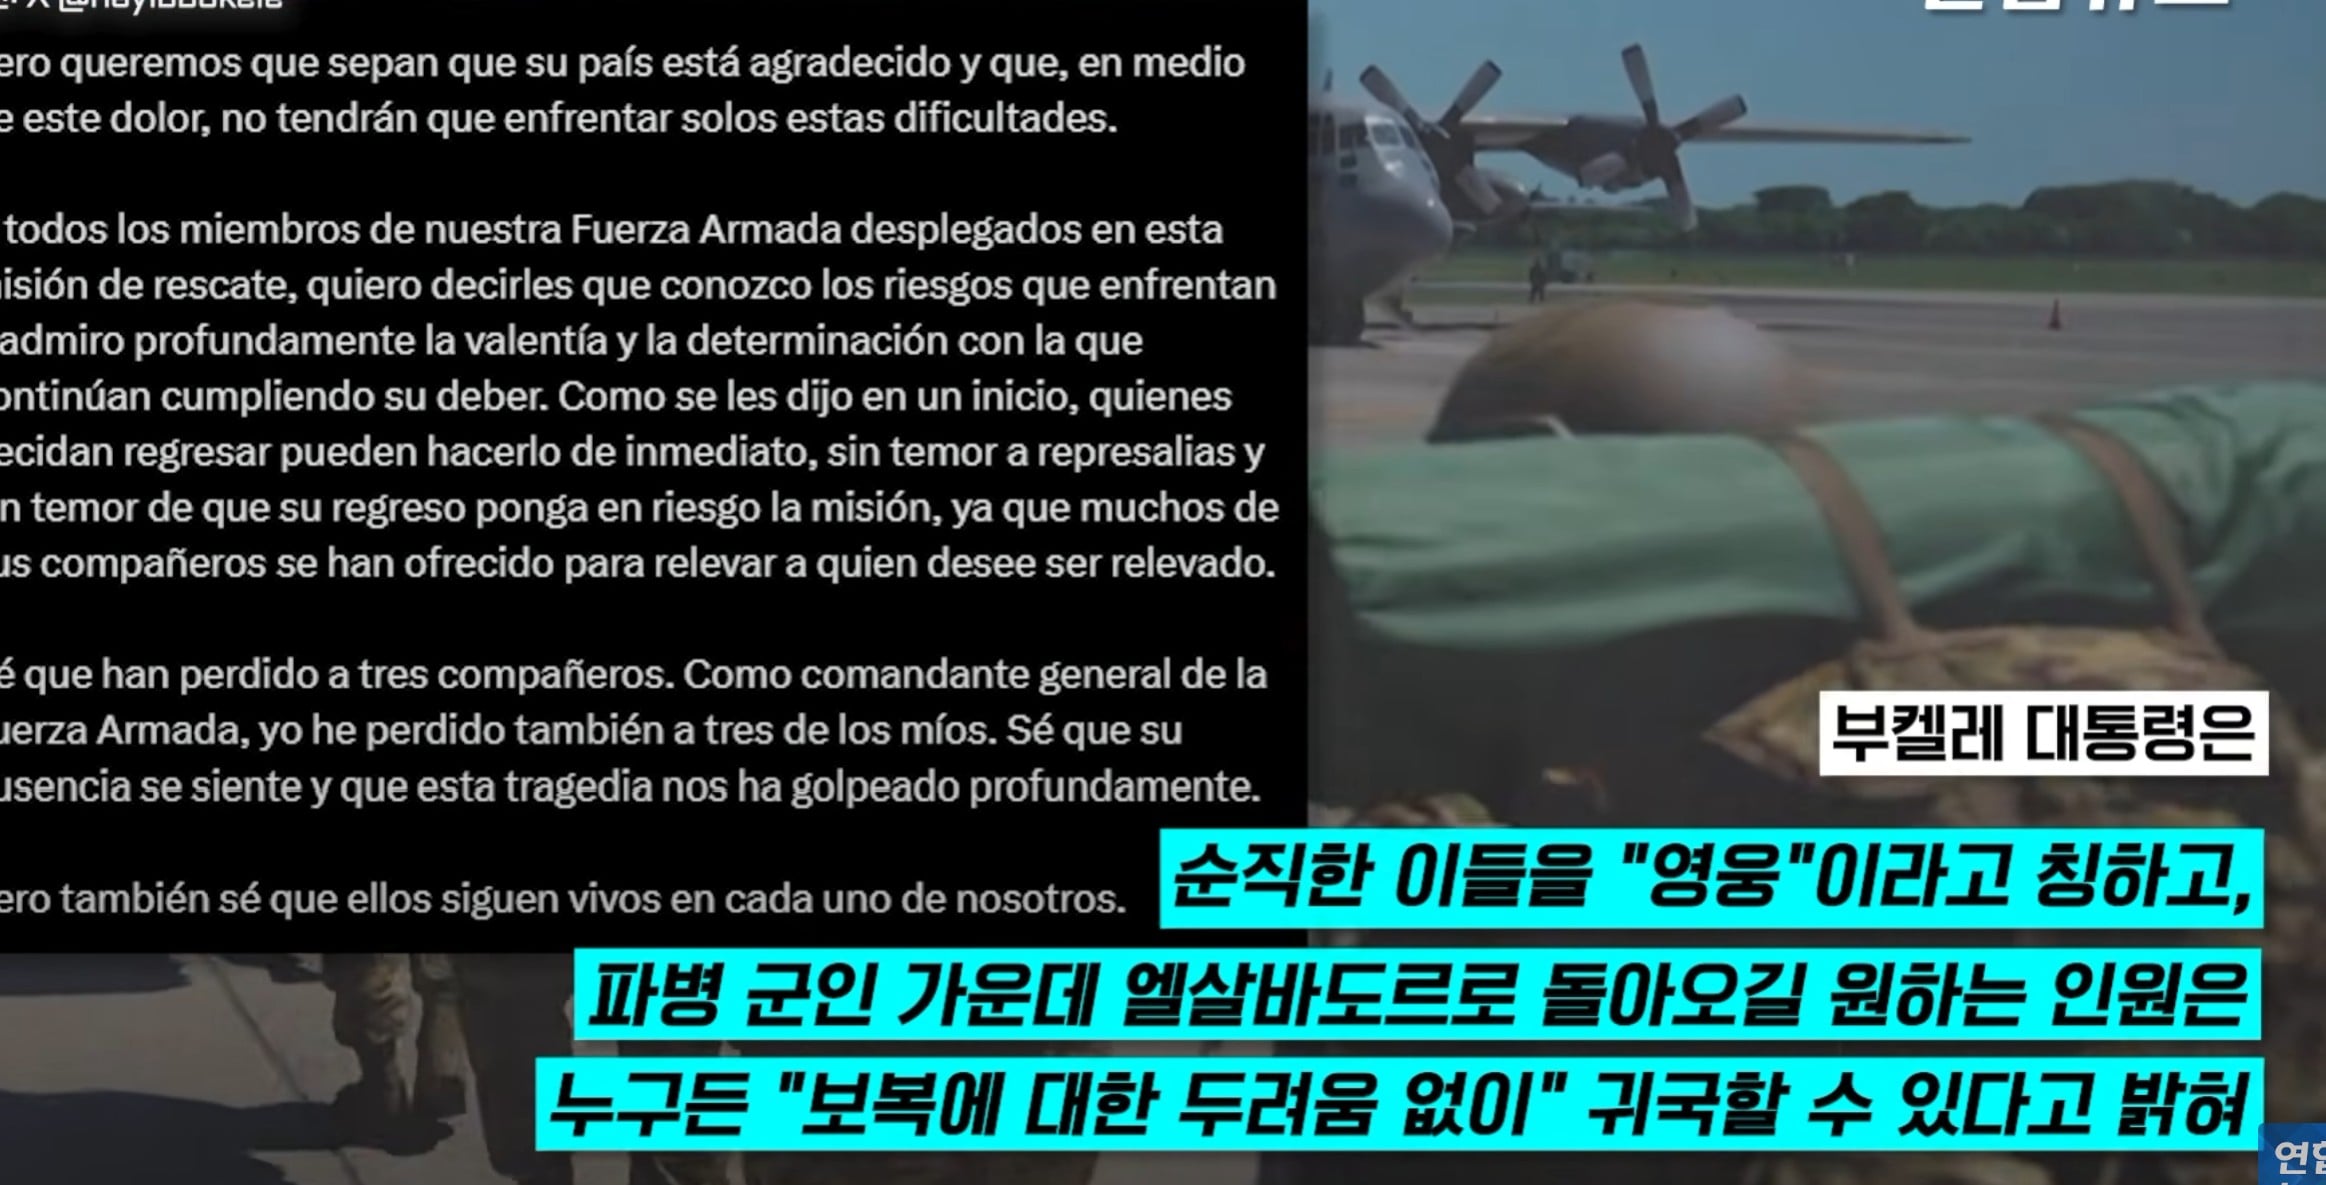 @nayibbukele
ero queremos que sepan que su país está agradecido y que, en medio
e este dolor, no tendrán que enfrentar solos estas dificultades.
todos los miembros de nuestra Fuerza Armada desplegados en esta
isión de rescate, quiero decirles que conozco los riesgos que enfrentan
admiro profundamente la valentía y la determinación con la que
ontinúan cumpliendo su deber. Como se les dijo en un inicio, quienes
ecidan regresar pueden hacerlo de inmediato, sin temor a represalias y
n temor de que su regreso ponga en riesgo la misión, ya que muchos de
us compañeros se han ofrecido para relevar a quien desee ser relevado.
é que han perdido a tres compañeros. Como comandante general de la
uerza Armada, yo he perdido también a tres de los míos. Sé que su
usencia se siente y que esta tragedia nos ha golpeado profundamente.
ero también sé que ellos siguen vivos en cada uno de nosotros.
부켈레 대통령은
순직한 이들을 "영웅"이라고 칭하고,
파병 군인 가운데 엘살바도르로 돌아오길 원하는 인원은
누구든 "보복에 대한 두려움 없이" 귀국할 수 있다고 밝혀